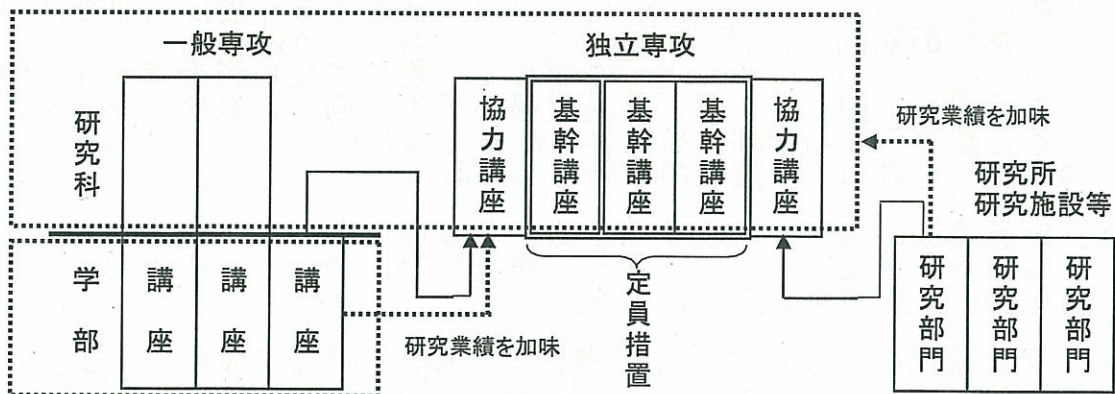 一般専攻
独立専攻
研究科
協力講座
基幹講座
基幹講座
基幹講座
協力講座
研究業績を加味
研究所
研究施設等
学部
講座
講座
講座
研究業績を加味
定員措置
研究部門
研究部門
研究部門